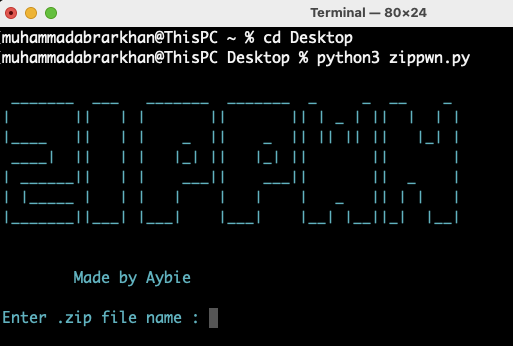 Terminal — 80×24
[muhammadabrarkhan@ThisPC ~ % cd Desktop
[muhammadabrarkhan@ThisPC Desktop % python3 zippwn.py
ZIPPWN
Made by Aybie
Enter .zip file name :